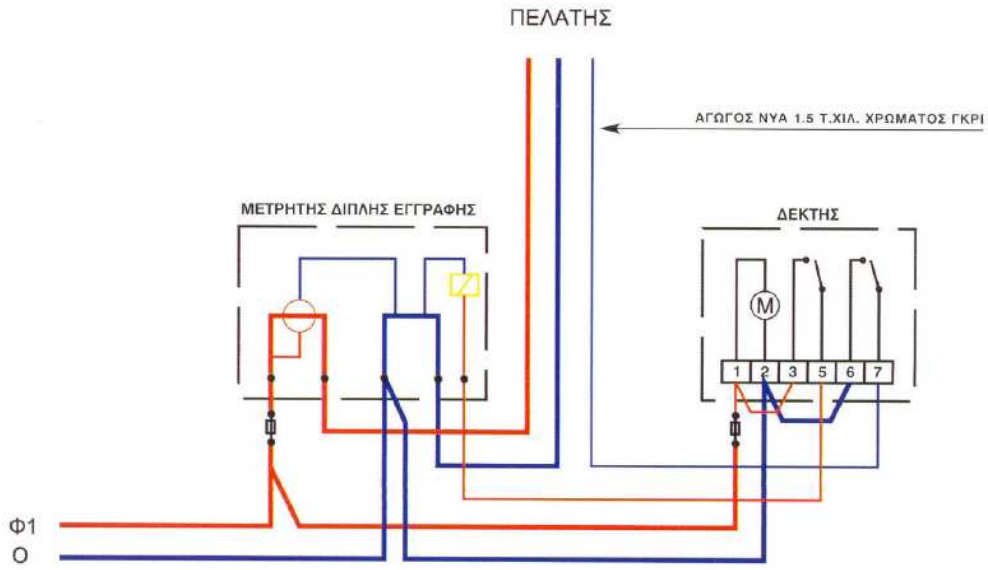 ΠΕΛΑΤΗΣ
ΑΓΩΓΟΣ ΝΥΑ 1.5 Τ.ΧΙΛ. ΧΡΩΜΑΤΟΣ ΓΚΡΙ
ΜΕΤΡΗΤΗΣ ΔΙΠΛΗΣ ΕΓΓΡΑΦΗΣ
ΔΕΚΤΗΣ
M
1 2 3 5 6 7
Φ1
Ο